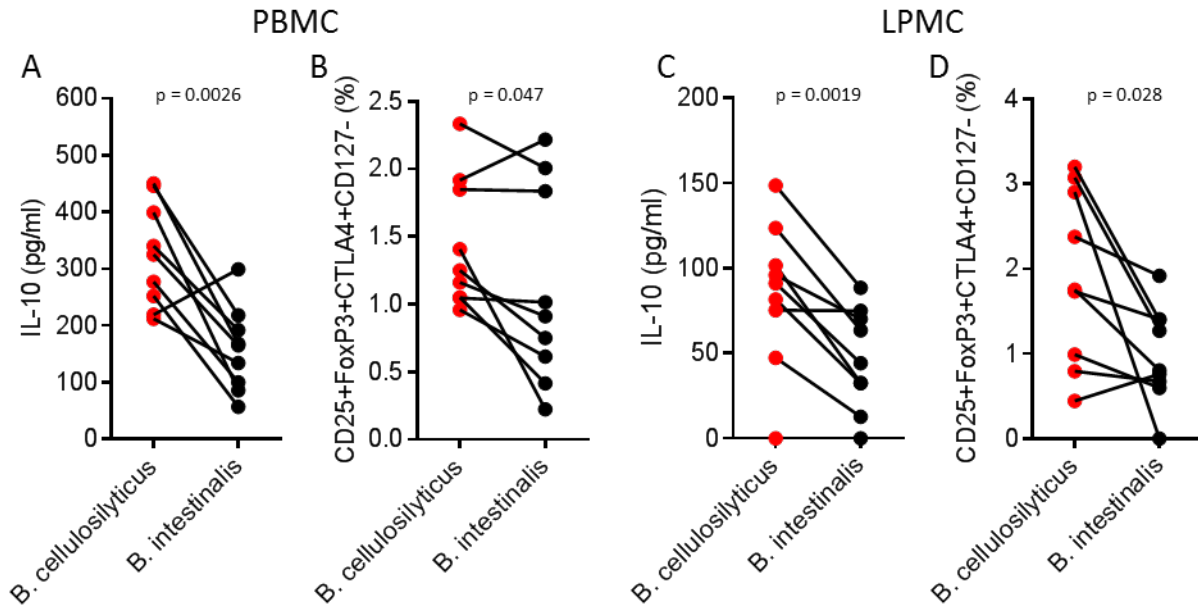 PBMC
LPMC
A
p = 0.0026
IL-10 (pg/ml)
600
500
400
300
200
100
0
B. cellulosilyticus
B. intestinalis
B
p = 0.047
CD25+FoxP3+CTLA4+CD127- (%)
2.5
2.0
1.5
1.0
0.5
0.0
B. cellulosilyticus
B. intestinalis
C
p = 0.0019
IL-10 (pg/ml)
200
150
100
50
0
B. cellulosilyticus
B. intestinalis
D
p = 0.028
CD25+FoxP3+CTLA4+CD127- (%)
4
3
2
1
0
B. cellulosilyticus
B. intestinalis